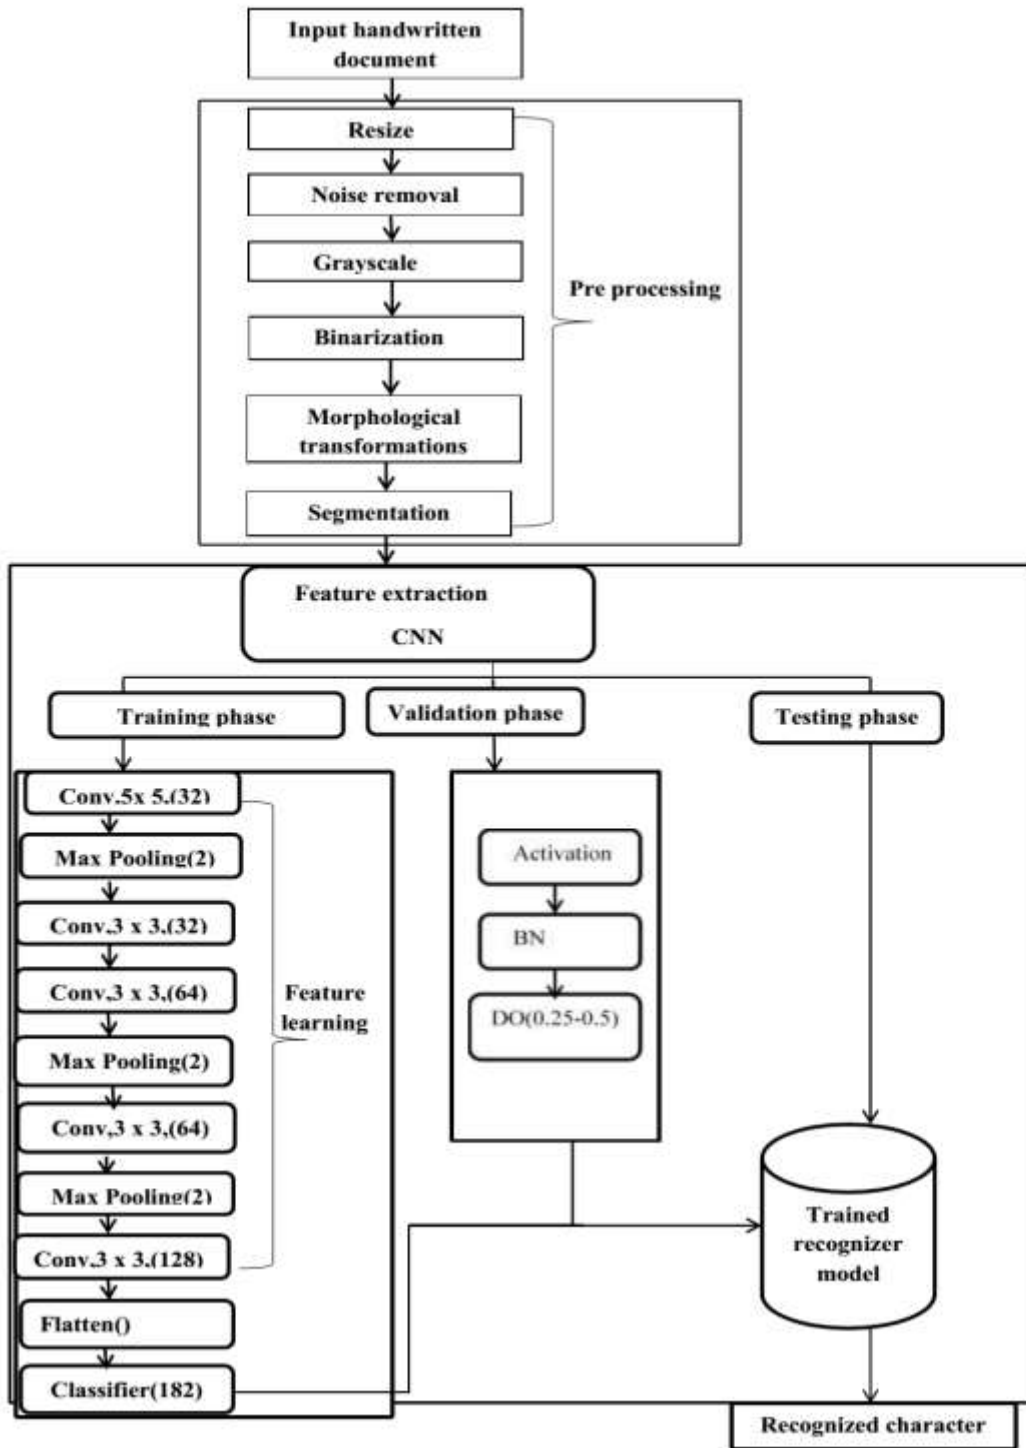 Input handwritten
document
Resize
Noise removal
Grayscale
Pre processing
Binarization
Morphological
transformations
Segmentation
Feature extraction
CNN
Training phase
Validation phase
Testing phase
Conv,5x 5,(32)
Max Pooling(2)
Conv,3 x 3,(32)
Conv,3 x 3,(64)
Max Pooling(2)
Conv,3 x 3,(64)
Max Pooling(2)
Conv,3 x 3,(128)
Flatten()
Classifier(182)
Feature
learning
Activation
BN
DO(0.25-0.5)
Trained
recognizer
model
Recognized character